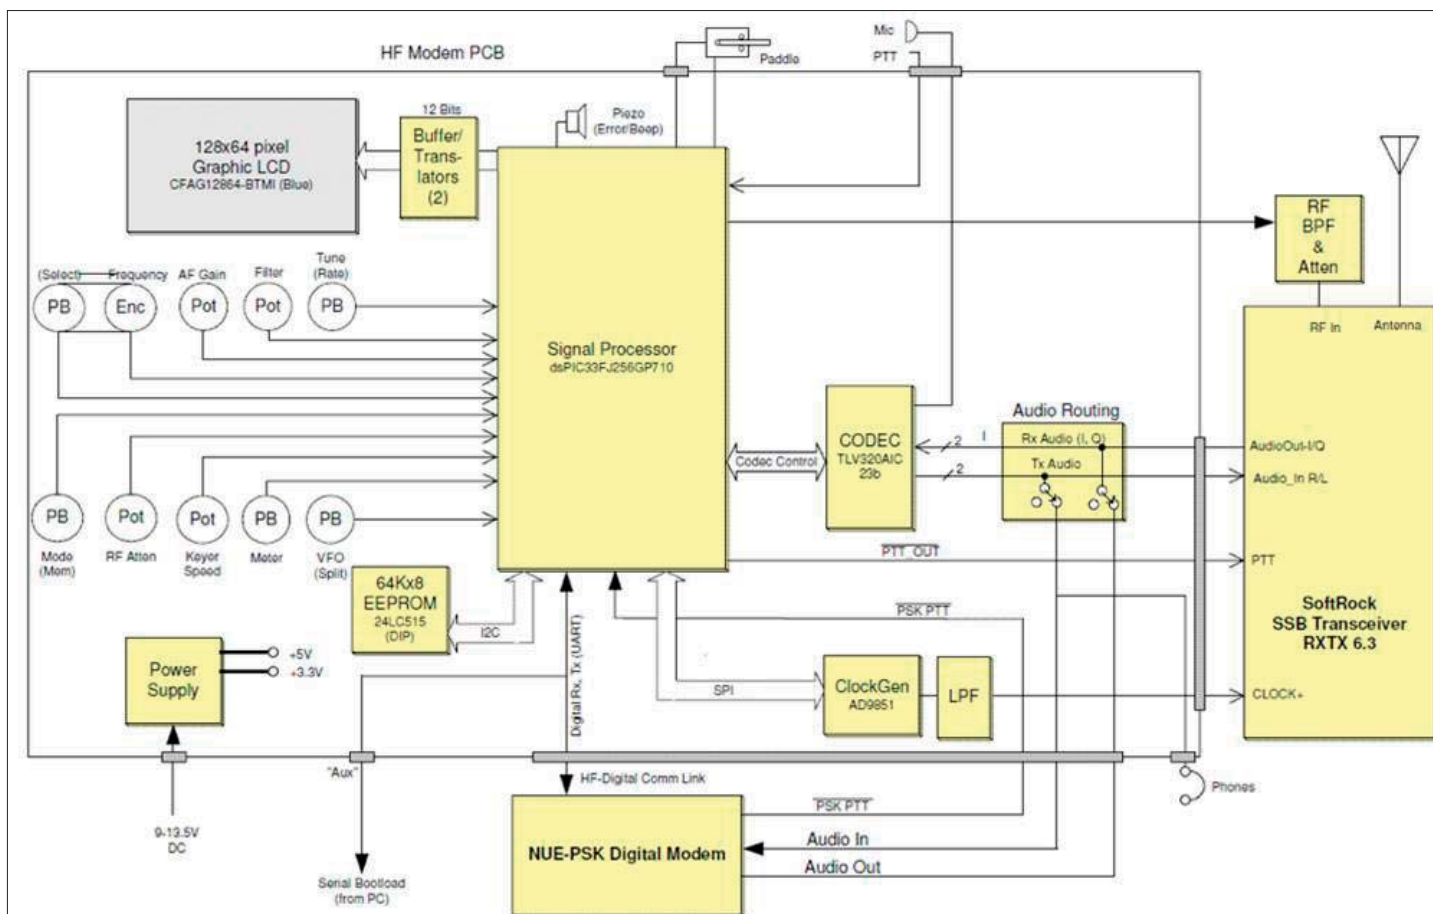 HF Modem PCB
Mic
PTT
Paddle
12 Bits
Piezo
(Error/Beep)
128x64 pixel
Graphic LCD
CFAG12864-BTMI (Blue)
Buffer/
Trans-
lators
(2)
RF
BPF
&
Atten
(Select)
Frequency
AF Gain
Filter
Tune
(Rate)
PB
Enc
Pot
Pot
PB
RF In
Antenna
Signal Processor
dsPIC33FJ256GP710
CODEC
TLV320AIC
23b
Codec Control
Audio Routing
2
I
Rx Audio (I, Q)
2
Tx Audio
AudioOut-I/Q
Audio_In R/L
PB
Pot
Pot
PB
PB
Mode
(Mem)
RF Atten
Keyer
Speed
Meter
VFO
(Split)
PTT_OUT
PTT
64Kx8
EEPROM
24LC515
(DIP)
I2C
PSK PTT
SoftRock
SSB Transceiver
RXTX 6.3
Power
Supply
+5V
+3.3V
Digital Rx, Tx (UART)
SPI
ClockGen
AD9851
LPF
CLOCK+
"Aux"
HF-Digital Comm Link
Phones
9-13.5V
DC
Serial Bootload
(from PC)
NUE-PSK Digital Modem
PSK PTT
Audio In
Audio Out